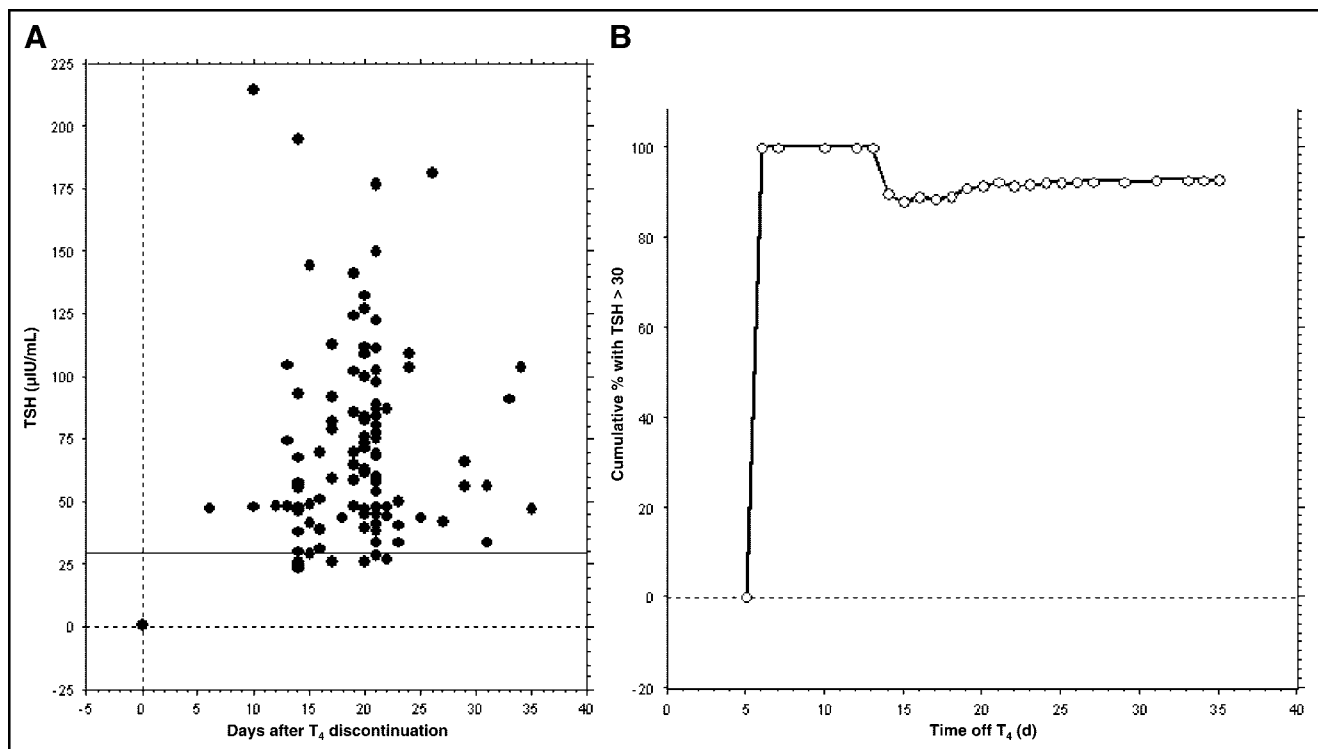 A
B
225
200
175
150
125
100
75
50
25
0
-25
TSH (µIU/mL)
-5 0 5 10 15 20 25 30 35 40
Days after T4 discontinuation
100
80
60
40
20
0
-20
Cumulative % with TSH > 30
0 5 10 15 20 25 30 35 40
Time off T4 (d)